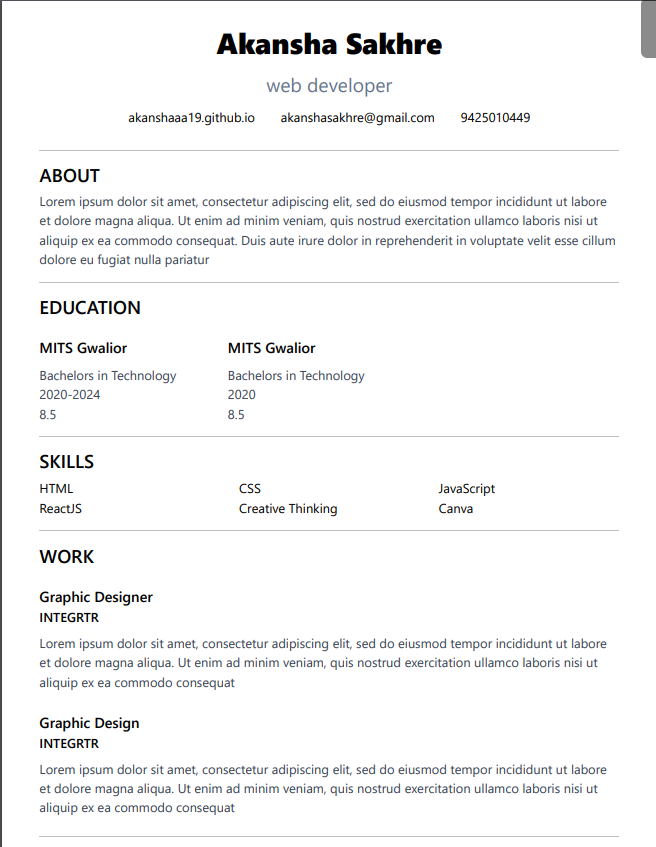 Akansha Sakhre
web developer
akanshaaa19.github.io akanshasakhre@gmail.com 9425010449
ABOUT
Lorem ipsum dolor sit amet, consectetur adipiscing elit, sed do eiusmod tempor incididunt ut labore
et dolore magna aliqua. Ut enim ad minim veniam, quis nostrud exercitation ullamco laboris nisi ut
aliquip ex ea commodo consequat. Duis aute irure dolor in reprehenderit in voluptate velit esse cillum
dolore eu fugiat nulla pariatur
EDUCATION
MITS Gwalior MITS Gwalior
Bachelors in Technology Bachelors in Technology
2020-2024 2020
8.5 8.5
SKILLS
HTML CSS JavaScript
ReactJS Creative Thinking Canva
WORK
Graphic Designer
INTEGRTR
Lorem ipsum dolor sit amet, consectetur adipiscing elit, sed do eiusmod tempor incididunt ut labore
et dolore magna aliqua. Ut enim ad minim veniam, quis nostrud exercitation ullamco laboris nisi ut
aliquip ex ea commodo consequat
Graphic Design
INTEGRTR
Lorem ipsum dolor sit amet, consectetur adipiscing elit, sed do eiusmod tempor incididunt ut labore
et dolore magna aliqua. Ut enim ad minim veniam, quis nostrud exercitation ullamco laboris nisi ut
aliquip ex ea commodo consequat